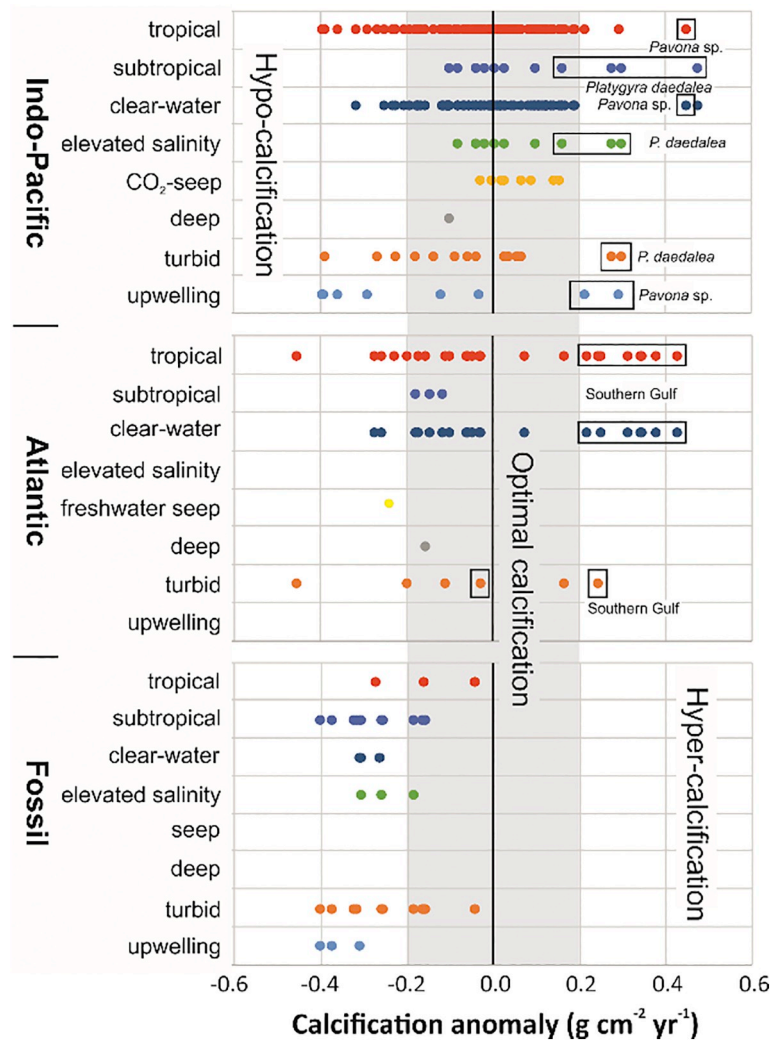 Indo-Pacific
tropical
Pavona sp.
subtropical
Platygyra daedalea
clear-water
Pavona sp.
elevated salinity
P. daedalea
CO₂-seep
deep
turbid
P. daedalea
upwelling
Pavona sp.
Hypo-calcification
Atlantic
tropical
subtropical
Southern Gulf
clear-water
elevated salinity
freshwater seep
deep
turbid
Southern Gulf
upwelling
Optimal calcification
Fossil
tropical
subtropical
clear-water
elevated salinity
seep
deep
turbid
upwelling
Hyper-calcification
-0.6 -0.4 -0.2 0.0 0.2 0.4 0.6
Calcification anomaly (g cm⁻² yr⁻¹)